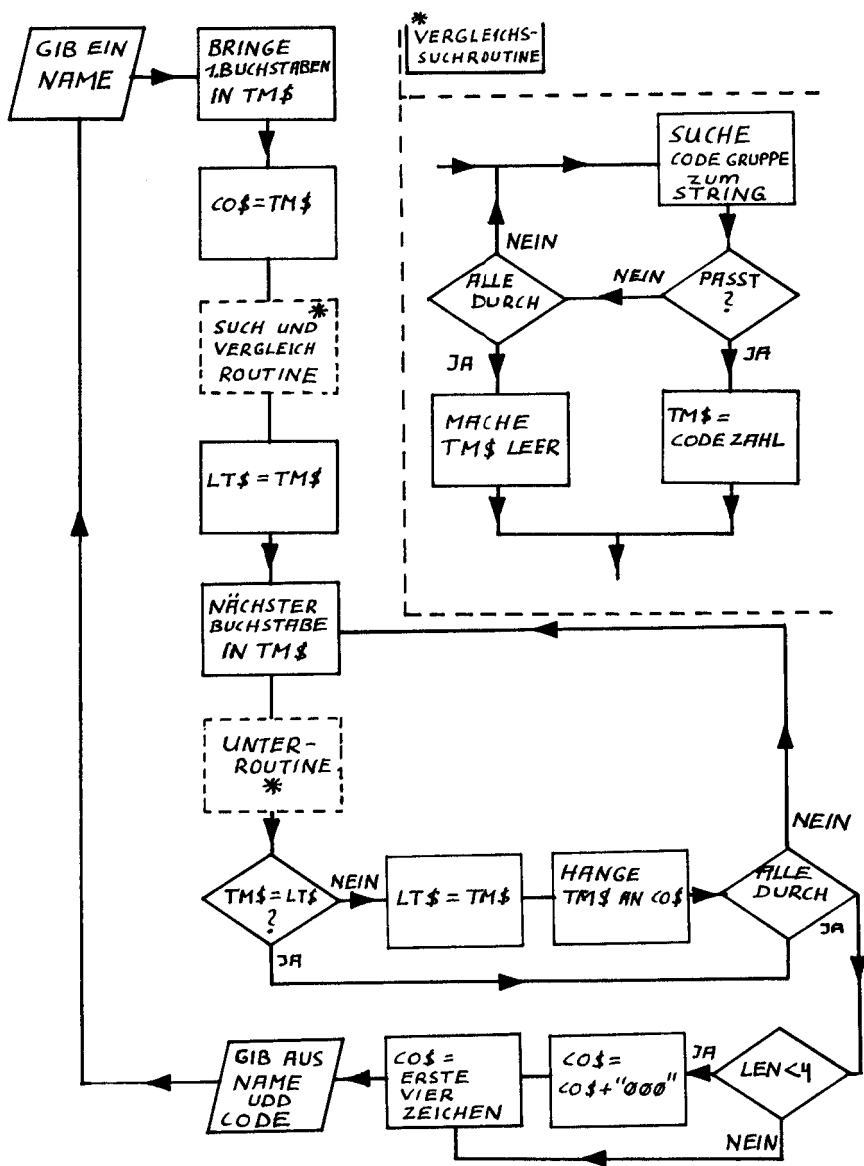 GIB EIN
NAME
BRINGE
1.BUCHSTABEN
IN TM$
CO$=TM$
SUCH UND
VERGLEICH
ROUTINE
*
LT$=TM$
NÄCHSTER
BUCHSTABE
IN TM$
UNTER-
ROUTINE
*
TM$=LT$
?
NEIN
JA
LT$=TM$
HANGE
TM$ AN CO$
ALLE
DURCH
NEIN
JA
LEN<4
JA
NEIN
CO$=
CO$+"000"
CO$=
ERSTE
VIER
ZEICHEN
GIB AUS
NAME
UDD
CODE
*
VERGLEICHS-
SUCHROUTINE
SUCHE
CODE GRUPPE
ZUM
STRING
PASST
?
NEIN
JA
ALLE
DURCH
NEIN
JA
MACHE
TM$ LEER
TM$=
CODEZAHL